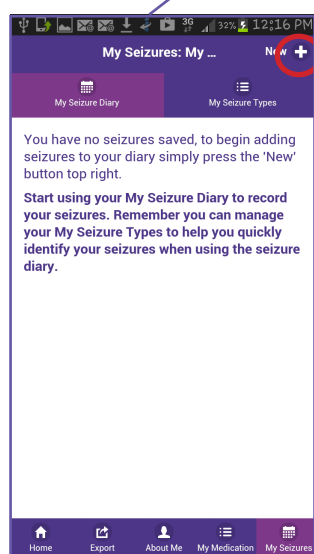 3G 32% 12:16 PM
My Seizures: My ... New
My Seizure Diary My Seizure Types
You have no seizures saved, to begin adding
seizures to your diary simply press the 'New'
button top right.
Start using your My Seizure Diary to record
your seizures. Remember you can manage
your My Seizure Types to help you quickly
identify your seizures when using the seizure
diary.
Home Export About Me My Medication My Seizures